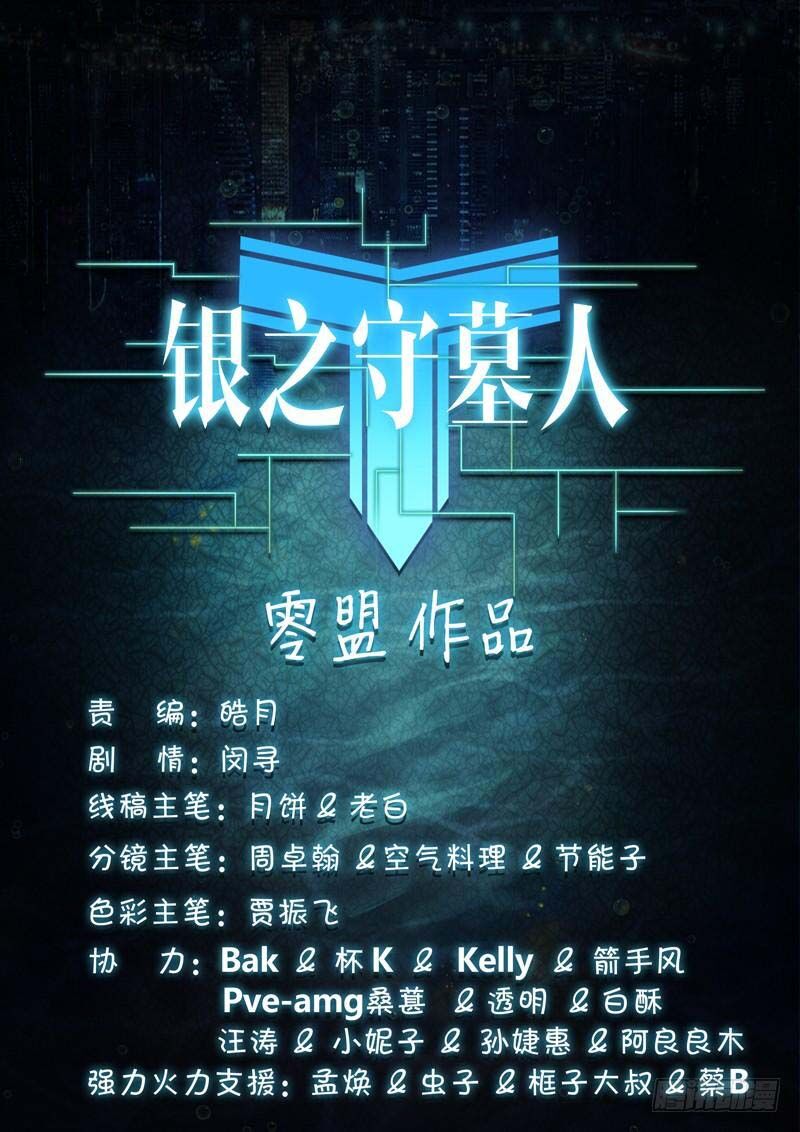 银之守墓人
零盟 作品
责 编：皓月
剧 情：闵寻
线稿主笔：月饼 & 老白
分镜主笔：周卓翰 & 空气料理 & 节能子
色彩主笔：贾振飞
协 力：Bak & 杯K & Kelly & 箭手风
Pve-amg桑葚 & 透明 & 白酥
汪涛 & 小妮子 & 孙婕惠 & 阿良良木
强力火力支援：孟焕 & 虫子 & 框子大叔 & 蔡B
腾讯动漫